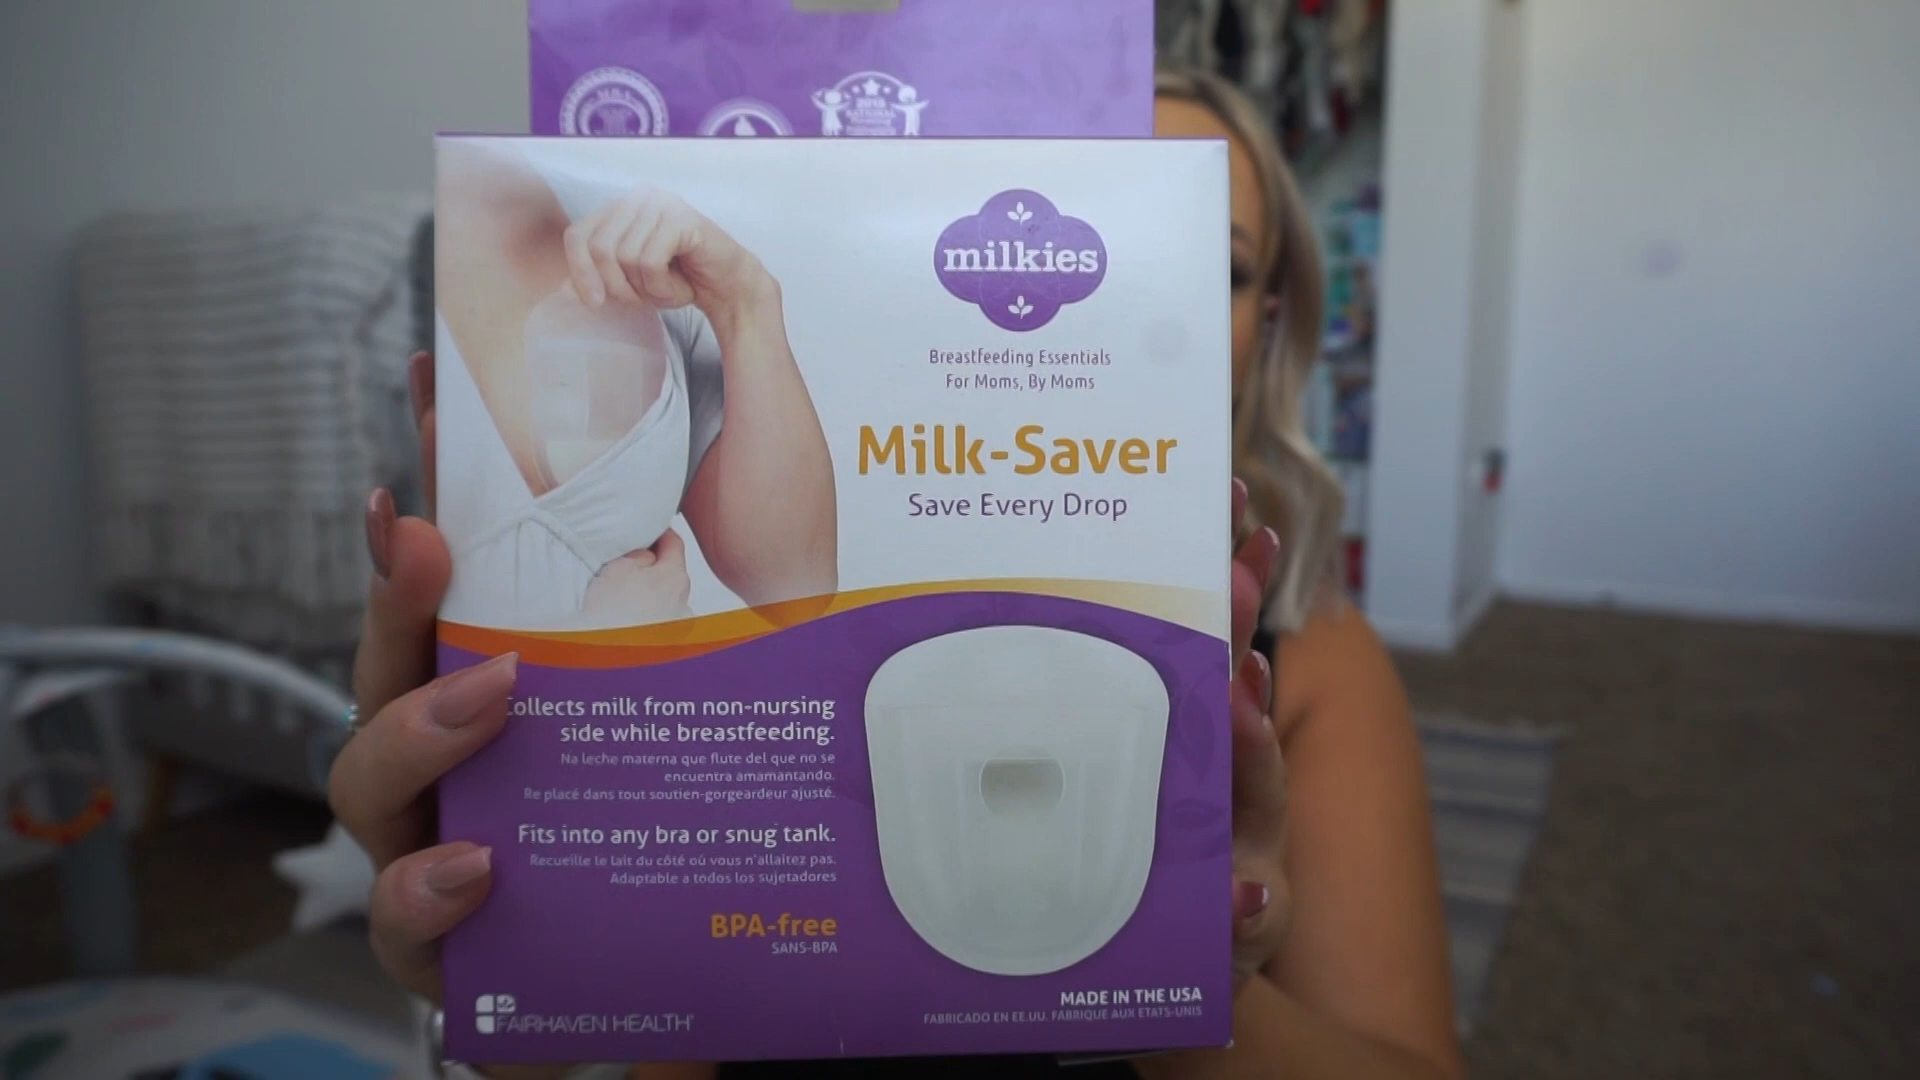 2018
NATIONAL
milkies
Breastfeeding Essentials
For Moms, By Moms
Milk-Saver
Save Every Drop
Collects milk from non-nursing
side while breastfeeding.
Na leche materna que flute del que no se
encuentra amamantando.
Re placé dans tout soutien-gorgeardeur ajusté.
Fits into any bra or snug tank.
Recueille le lait du côté où vous n'allaitez pas.
Adaptable a todos los sujetadores
BPA-free
SANS-BPA
FAIRHAVEN HEALTH
MADE IN THE USA
FABRICADO EN EE.UU. FABRIQUE AUX ETATS-UNIS